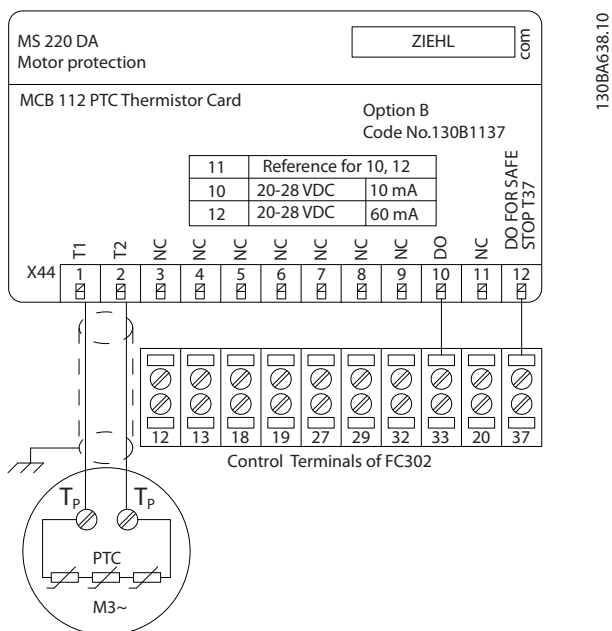 130BA638.10
MS 220 DA
Motor protection
ZIEHL
com
MCB 112 PTC Thermistor Card
Option B
Code No.130B1137
11 Reference for 10, 12
10 20-28 VDC 10 mA
12 20-28 VDC 60 mA
T1 T2 NC NC NC NC NC NC NC DO NC DO FOR SAFE
STOP T37
X44 1 2 3 4 5 6 7 8 9 10 11 12
12 13 18 19 27 29 32 33 20 37
Control Terminals of FC302
TP TP
PTC
M3~